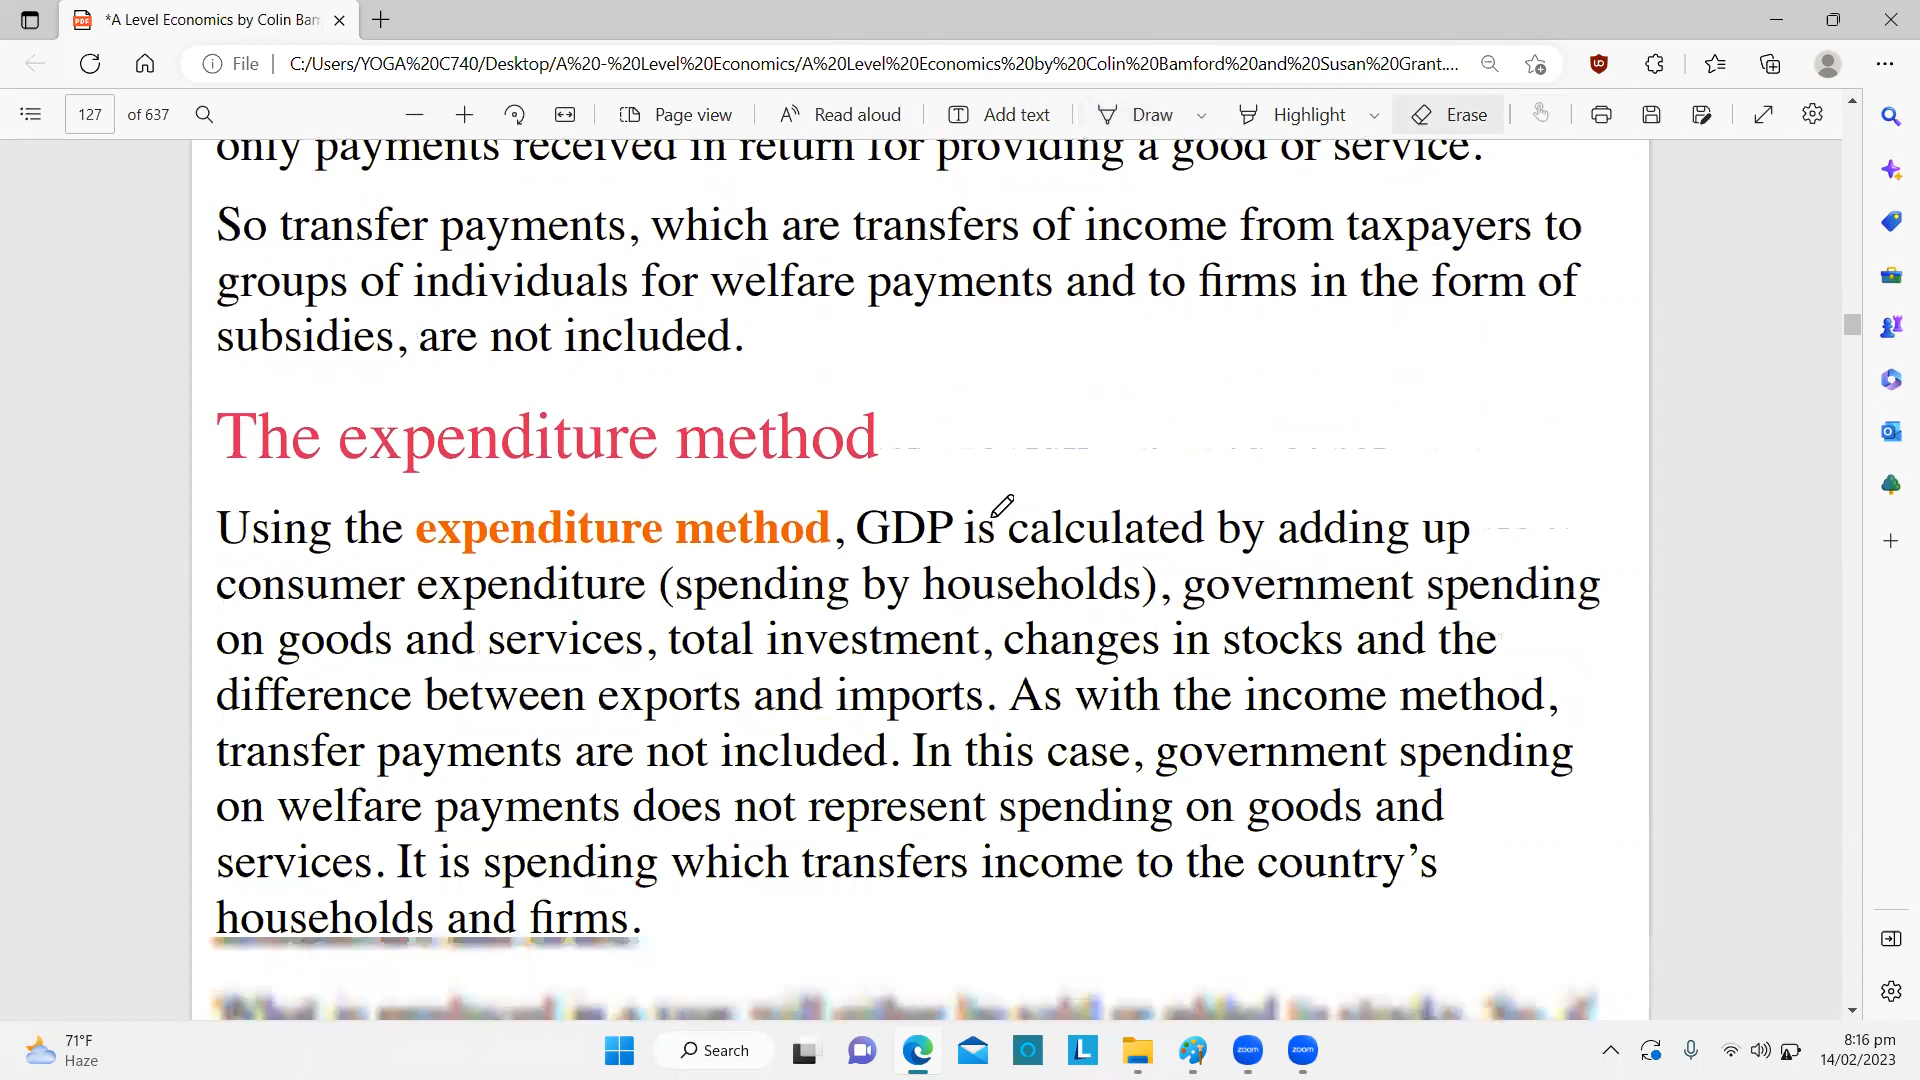 *A Level Economics by Colin Bam
File
C:/Users/YOGA%20C740/Desktop/A%20-%20Level%20Economics/A%20Level%20Economics%20by%20Colin%20Bamford%20and%20Susan%20Grant....
127 of 637
Page view
Read aloud
Add text
Draw
Highlight
Erase
only payments received in return for providing a good or service.
So transfer payments, which are transfers of income from taxpayers to
groups of individuals for welfare payments and to firms in the form of
subsidies, are not included.
The expenditure method
Using the expenditure method, GDP is calculated by adding up
consumer expenditure (spending by households), government spending
on goods and services, total investment, changes in stocks and the
difference between exports and imports. As with the income method,
transfer payments are not included. In this case, government spending
on welfare payments does not represent spending on goods and
services. It is spending which transfers income to the country’s
households and firms.
71°F
Haze
Search
zoom
zoom
8:16 pm
14/02/2023